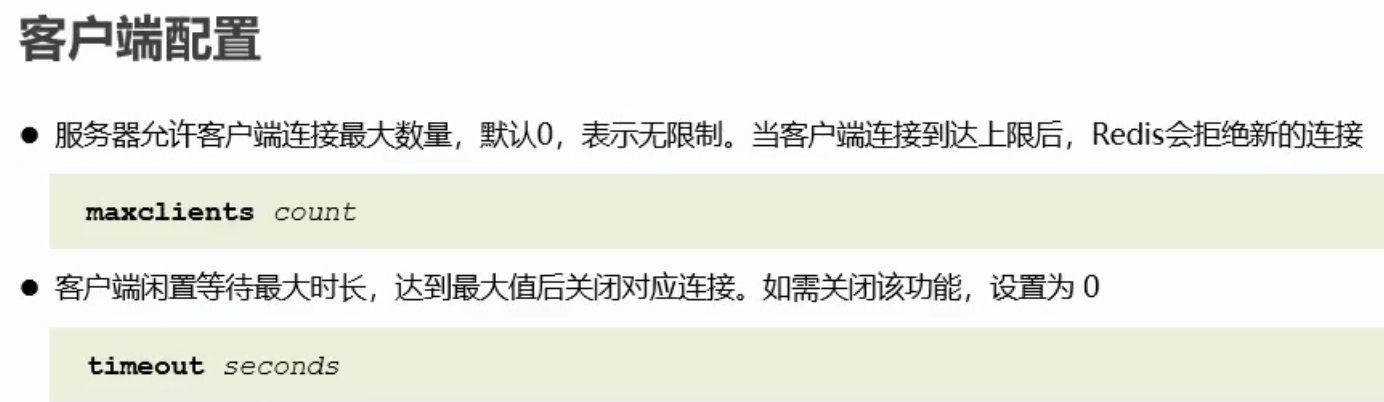 客户端配置
● 服务器允许客户端连接最大数量，默认0，表示无限制。当客户端连接到达上限后，Redis会拒绝新的连接
maxclients count
● 客户端闲置等待最大时长，达到最大值后关闭对应连接。如需关闭该功能，设置为 0
timeout seconds